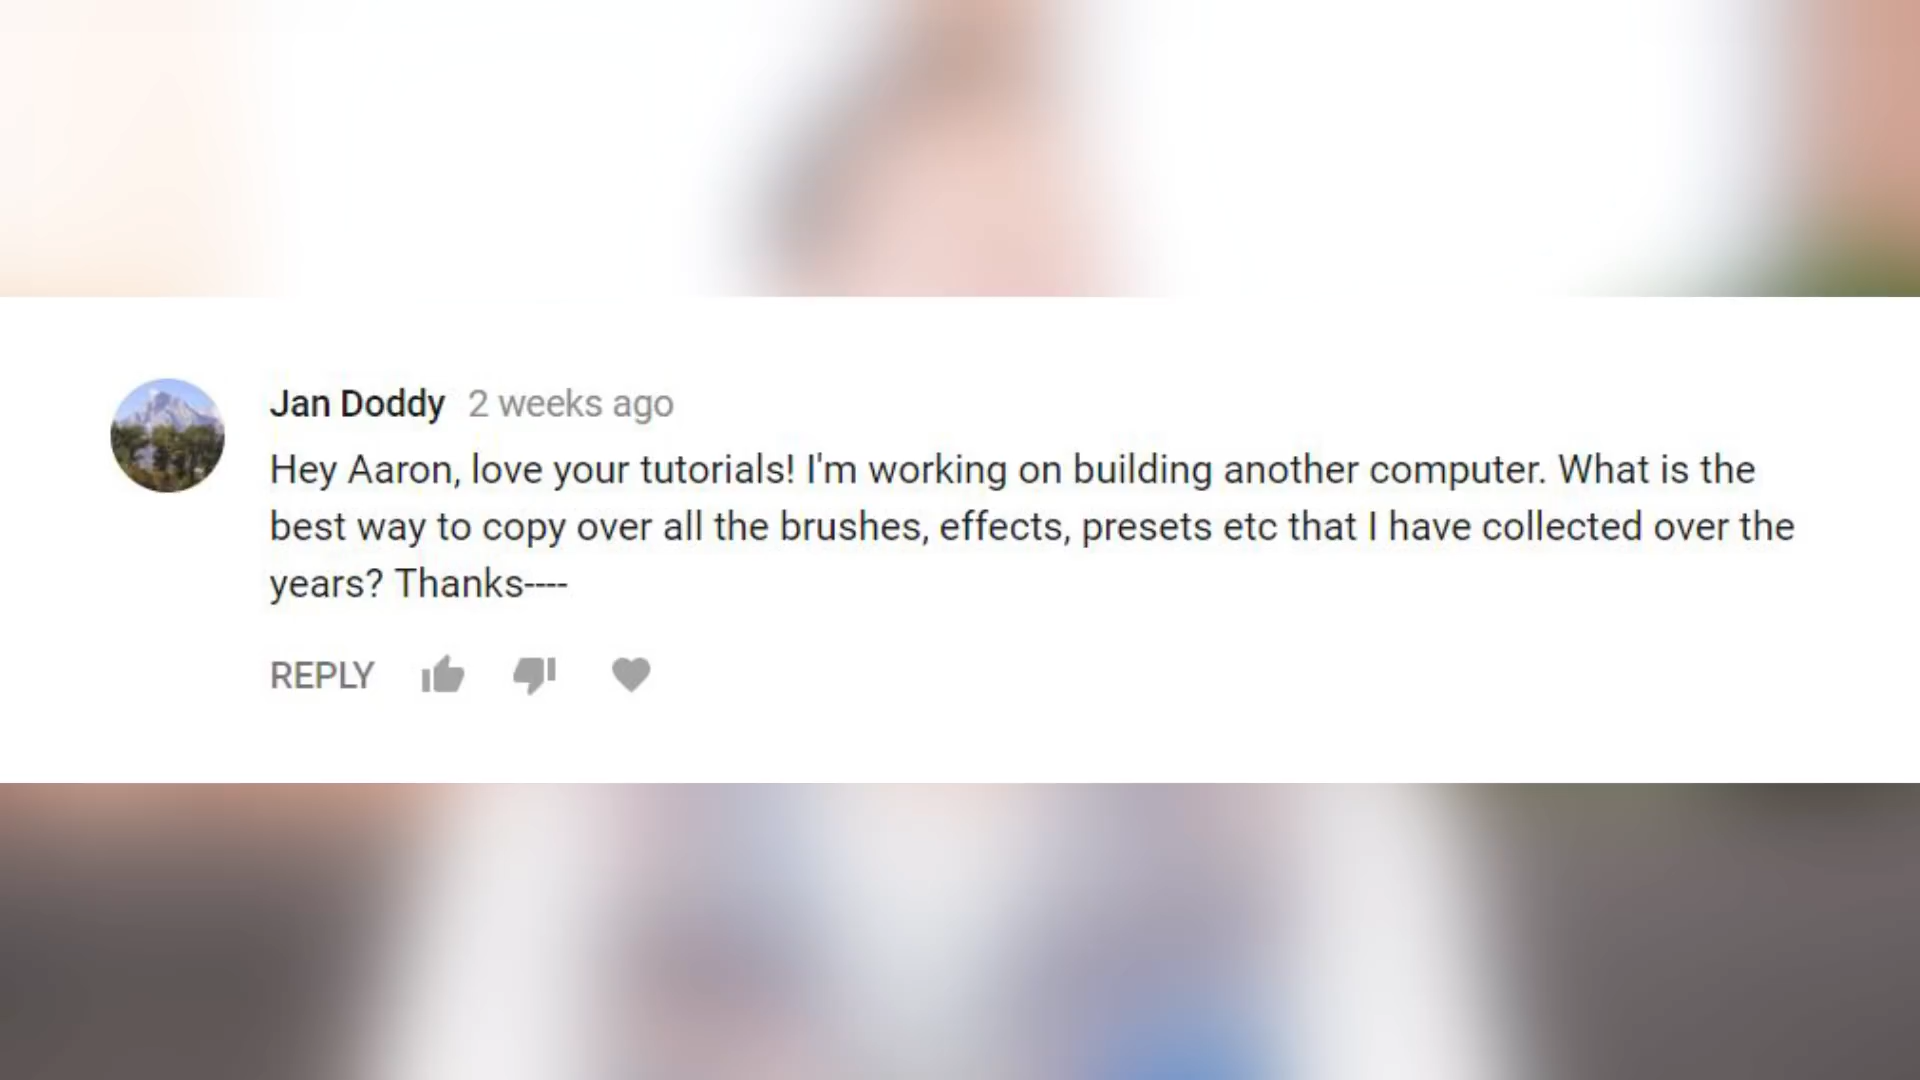 Jan Doddy 2 weeks ago
Hey Aaron, love your tutorials! I'm working on building another computer. What is the
best way to copy over all the brushes, effects, presets etc that I have collected over the
years? Thanks----
REPLY